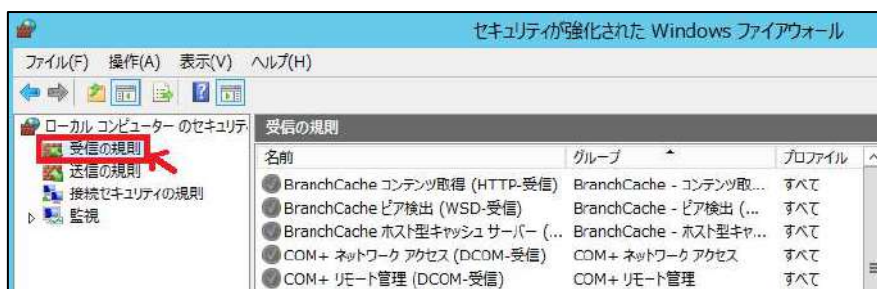 セキュリティが強化された Windows ファイアウォール
ファイル(F) 操作(A) 表示(V) ヘルプ(H)
ローカル コンピューター のセキュリテ
受信の規則
送信の規則
接続セキュリティの規則
監視
受信の規則
名前 グループ プロファイル
BranchCache コンテンツ取得 (HTTP-受信) BranchCache - コンテンツ取... すべて
BranchCache ピア検出 (WSD-受信) BranchCache - ピア検出 (... すべて
BranchCache ホスト型キャッシュ サーバー (... BranchCache - ホスト型キャ... すべて
COM+ ネットワーク アクセス (DCOM-受信) COM+ ネットワーク アクセス すべて
COM+ リモート管理 (DCOM-受信) COM+ リモート管理 すべて